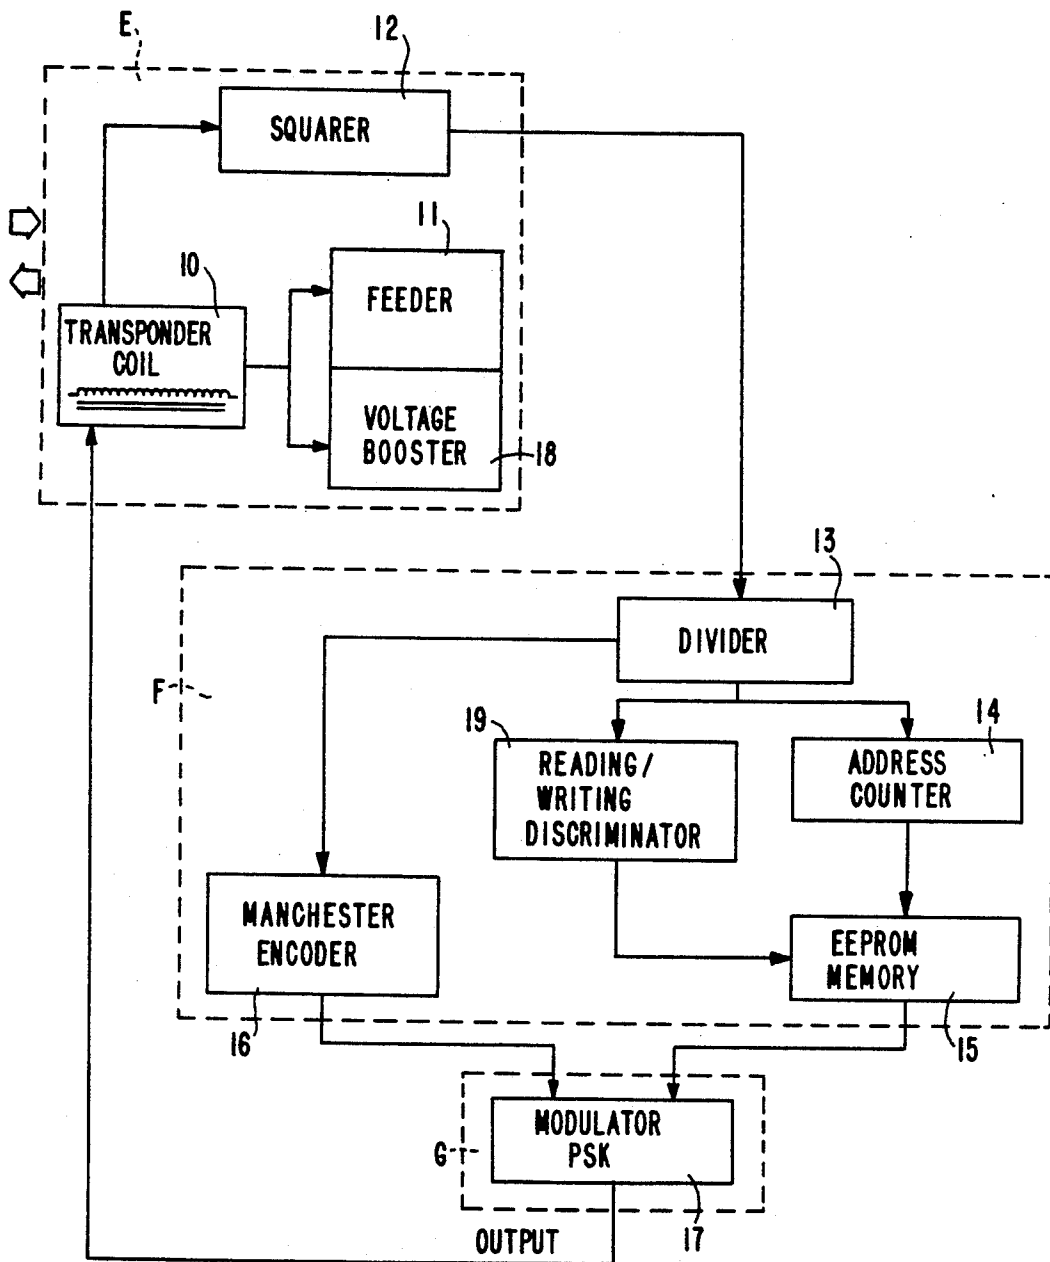 E
12
SQUARER
11
10
FEEDER
TRANSPONDER
COIL
VOLTAGE
BOOSTER
18
13
DIVIDER
F
19
14
READING/
WRITING
DISCRIMINATOR
ADDRESS
COUNTER
MANCHESTER
ENCODER
EEPROM
MEMORY
16
15
MODULATOR
PSK
G
17
OUTPUT